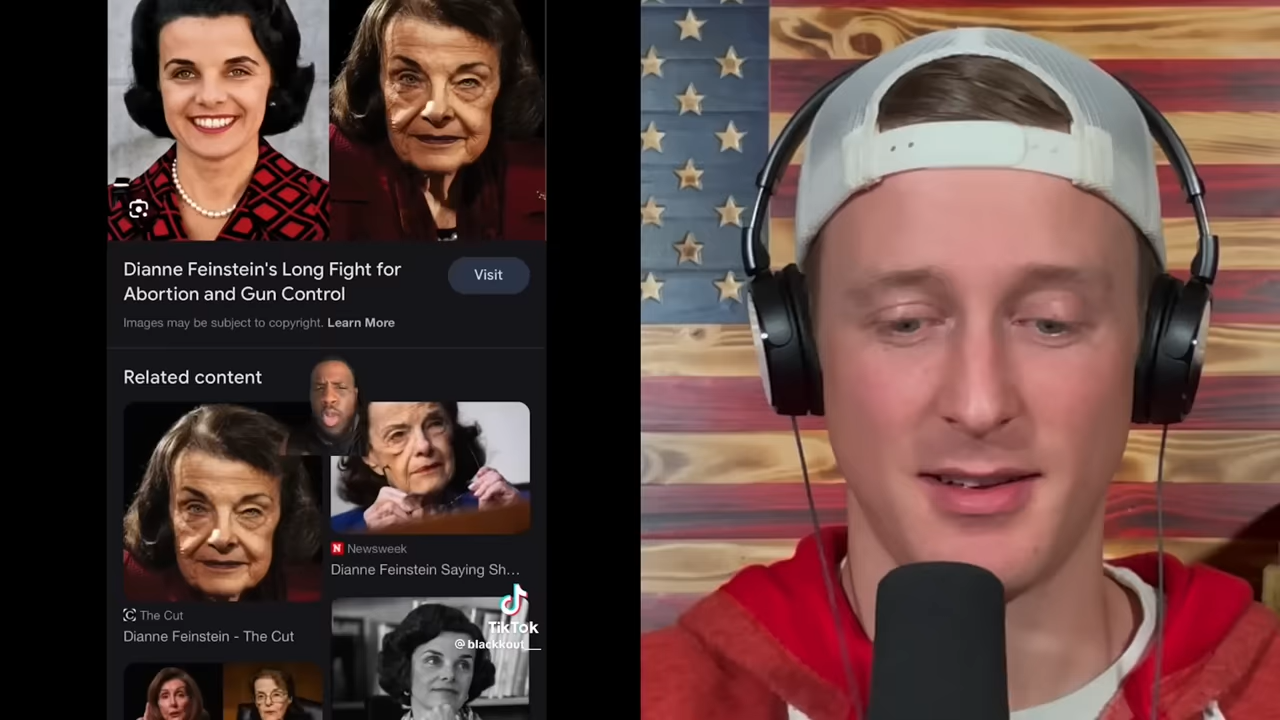 Dianne Feinstein's Long Fight for
Abortion and Gun Control
Visit
Images may be subject to copyright. Learn More
Related content
N Newsweek
Dianne Feinstein Saying Sh...
The Cut
Dianne Feinstein - The Cut
TikTok
@blackkout__